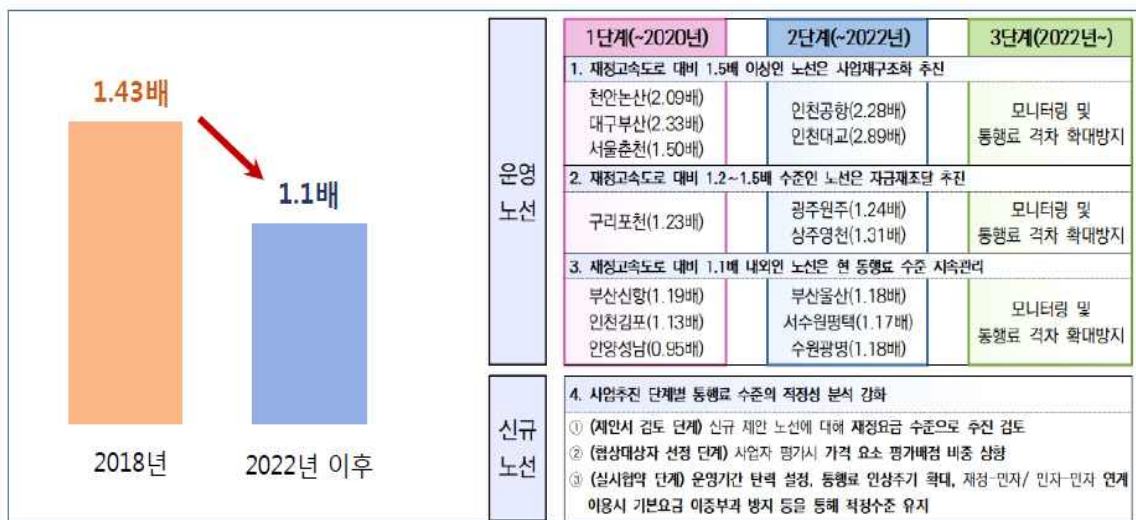 1.43배
1.1배
2018년
2022년 이후
운영
노선
1단계(~2020년)
2단계(~2022년)
3단계(2022년~)
1. 재정고속도로 대비 1.5배 이상인 노선은 사업재구조화 추진
천안논산(2.09배)
대구부산(2.33배)
서울춘천(1.50배)
인천공항(2.28배)
인천대교(2.89배)
모니터링 및
통행료 격차 확대방지
2. 재정고속도로 대비 1.2~1.5배 수준인 노선은 자금재조달 추진
구리포천(1.23배)
광주원주(1.24배)
상주영천(1.31배)
모니터링 및
통행료 격차 확대방지
3. 재정고속도로 대비 1.1배 내외인 노선은 현 통행료 수준 지속관리
부산신항(1.19배)
인천김포(1.13배)
안양성남(0.95배)
부산울산(1.18배)
서수원평택(1.17배)
수원광명(1.18배)
모니터링 및
통행료 격차 확대방지
신규
노선
4. 사업추진 단계별 통행료 수준의 적정성 분석 강화
① (제안서 검토 단계) 신규 제안 노선에 대해 재정요금 수준으로 추진 검토
② (협상대상자 선정 단계) 사업자 평가시 가격 요소 평가배점 비중 상향
③ (실시협약 단계) 운영기간 탄력 설정, 통행료 인상주기 확대, 재정-민자/ 민자-민자 연계
이용시 기본요금 이중부과 방지 등을 통해 적정수준 유지